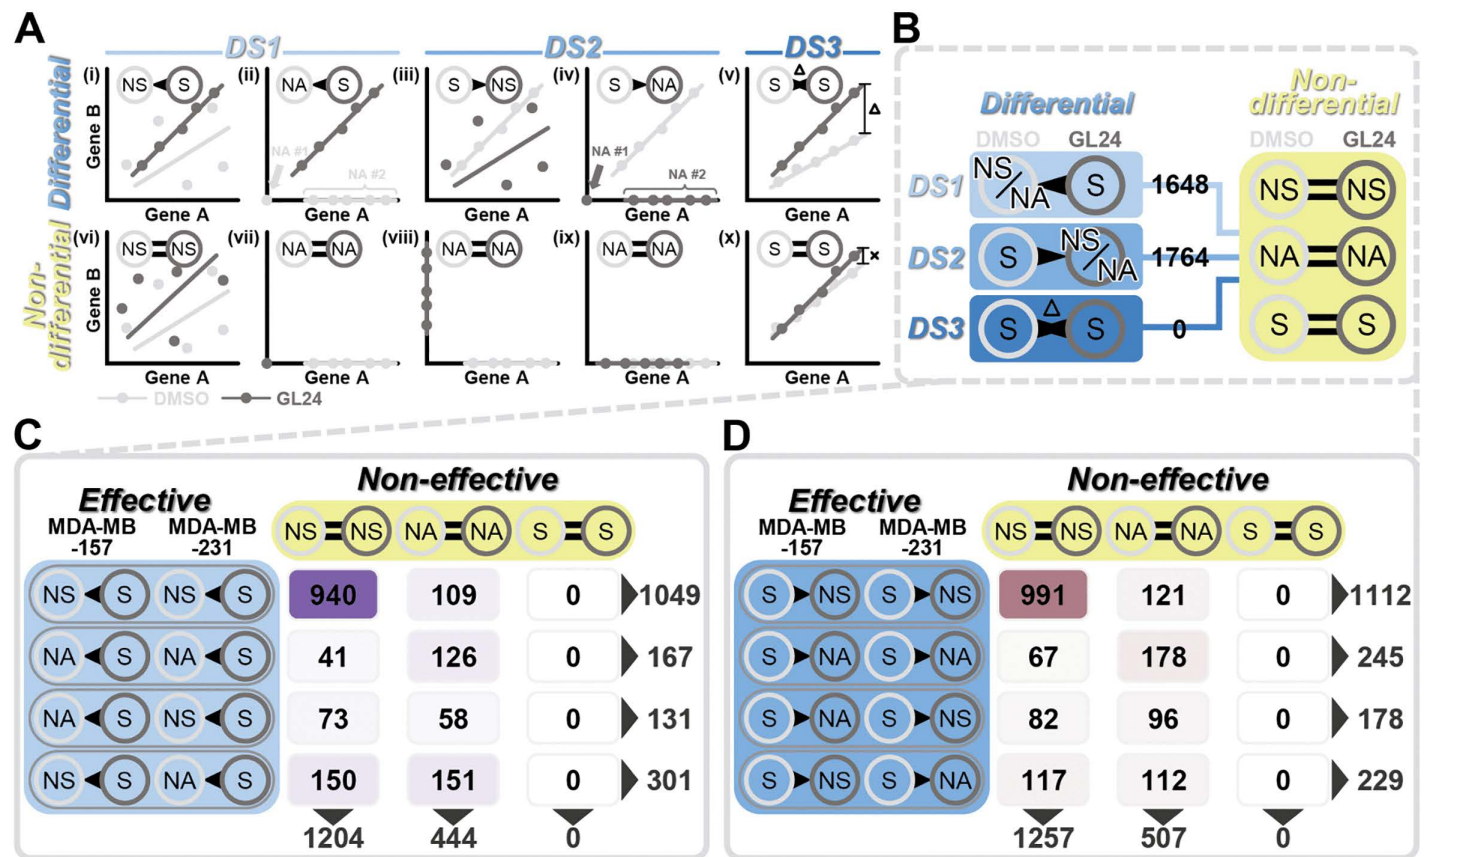 A
DS1 DS2 DS3
Differential
Non-
differential
(i) NS S
(ii) NA S
(iii) S NS
(iv) S NA
(v) S Δ S
Gene B
NA #1
NA #2
NA #1
NA #2
Δ
Gene A Gene A
(vi) NS NS
(vii) NA NA
(viii) NA NA
(ix) NA NA
(x) S S
Gene B
×
Gene A Gene A Gene A Gene A
DMSO GL24
B
Differential
Non-
differential
DMSO GL24 DMSO GL24
DS1 NS/NA S 1648 NS NS
DS2 S NS/NA 1764 NA NA
DS3 S Δ S 0 S S
C
Effective
Non-effective
MDA-MB
-157
MDA-MB
-231
NS NS NA NA S S
NS S NS S 940 109 0 1049
NA S NA S 41 126 0 167
NA S NS S 73 58 0 131
NS S NA S 150 151 0 301
1204 444 0
D
Effective
Non-effective
MDA-MB
-157
MDA-MB
-231
NS NS NA NA S S
S NS S NS 991 121 0 1112
S NA S NA 67 178 0 245
S NA S NS 82 96 0 178
S NS S NA 117 112 0 229
1257 507 0